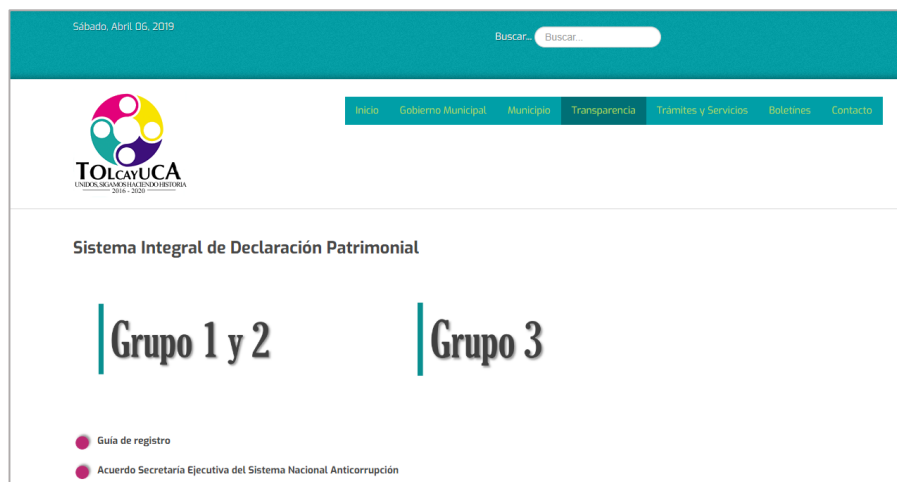 Sábado, Abril 06, 2019
Buscar... Buscar...
Inicio Gobierno Municipal Municipio Transparencia Trámites y Servicios Boletínes Contacto
TOLCAYUCA
UNIDOS, SIGAMOS HACIENDO HISTORIA
2016 - 2020
Sistema Integral de Declaración Patrimonial
Grupo 1 y 2 Grupo 3
Guía de registro
Acuerdo Secretaría Ejecutiva del Sistema Nacional Anticorrupción